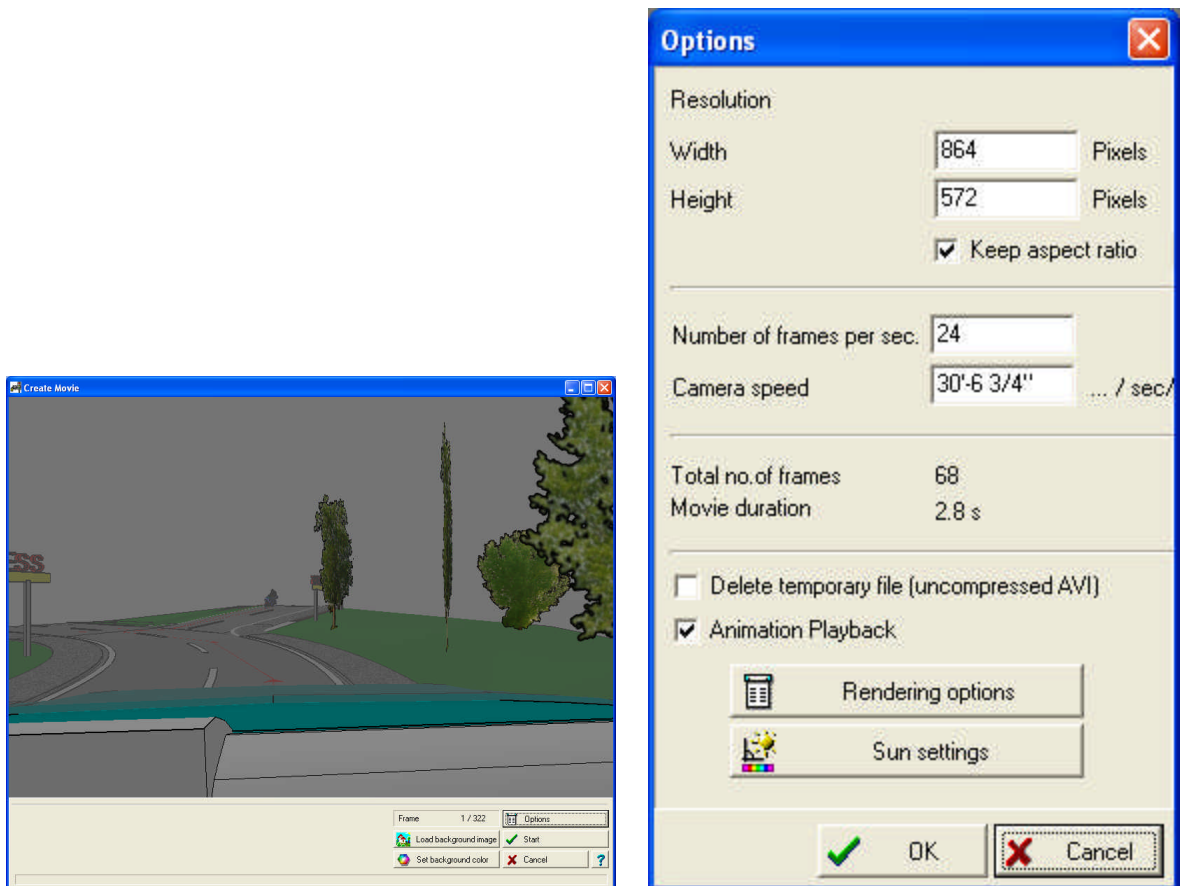 Create Movie
ESS
Frame 1 / 322 Options
Load background image Start
Set background color Cancel ?
Options
Resolution
Width 864 Pixels
Height 572 Pixels
Keep aspect ratio
Number of frames per sec. 24
Camera speed 30'-6 3/4" ... / sec/
Total no.of frames 68
Movie duration 2.8 s
Delete temporary file (uncompressed AVI)
Animation Playback
Rendering options
Sun settings
OK Cancel